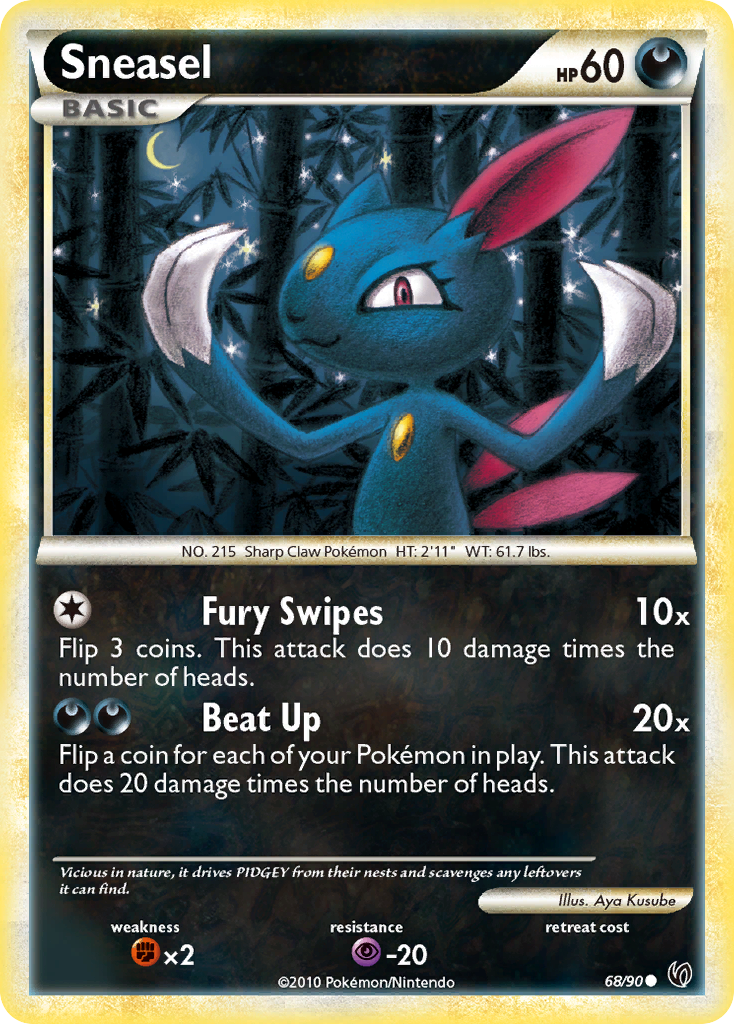 Sneasel
HP60
BASIC
NO. 215 Sharp Claw Pokémon HT: 2'11" WT: 61.7 lbs.
Fury Swipes 10x
Flip 3 coins. This attack does 10 damage times the
number of heads.
Beat Up 20x
Flip a coin for each of your Pokémon in play. This attack
does 20 damage times the number of heads.
Vicious in nature, it drives PIDGEY from their nests and scavenges any leftovers
it can find.
Illus. Aya Kusube
weakness resistance retreat cost
×2 -20
©2010 Pokémon/Nintendo 68/90